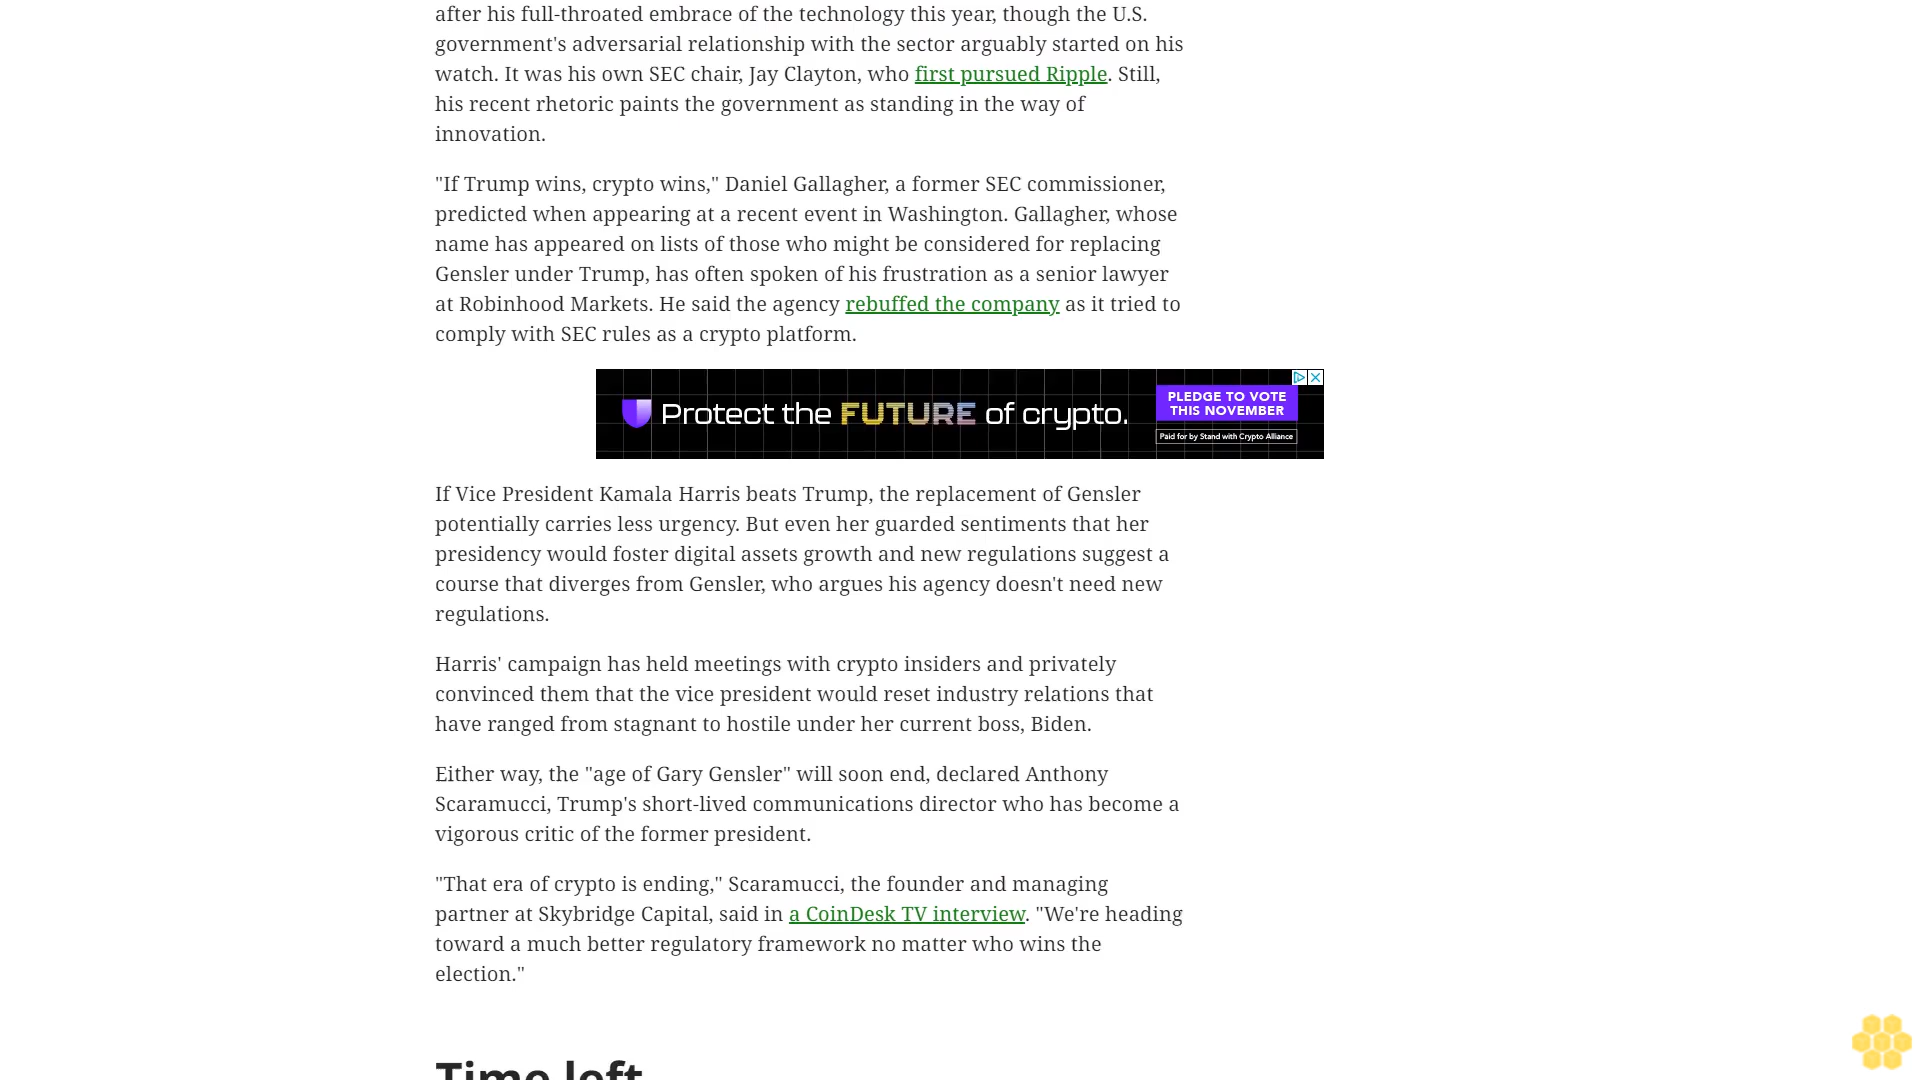 after his full-throated embrace of the technology this year, though the U.S.
government's adversarial relationship with the sector arguably started on his
watch. It was his own SEC chair, Jay Clayton, who first pursued Ripple. Still,
his recent rhetoric paints the government as standing in the way of
innovation.
"If Trump wins, crypto wins," Daniel Gallagher, a former SEC commissioner,
predicted when appearing at a recent event in Washington. Gallagher, whose
name has appeared on lists of those who might be considered for replacing
Gensler under Trump, has often spoken of his frustration as a senior lawyer
at Robinhood Markets. He said the agency rebuffed the company as it tried to
comply with SEC rules as a crypto platform.
Protect the FUTURE of crypto.
PLEDGE TO VOTE
THIS NOVEMBER
Paid for by Stand with Crypto Alliance
If Vice President Kamala Harris beats Trump, the replacement of Gensler
potentially carries less urgency. But even her guarded sentiments that her
presidency would foster digital assets growth and new regulations suggest a
course that diverges from Gensler, who argues his agency doesn't need new
regulations.
Harris' campaign has held meetings with crypto insiders and privately
convinced them that the vice president would reset industry relations that
have ranged from stagnant to hostile under her current boss, Biden.
Either way, the "age of Gary Gensler" will soon end, declared Anthony
Scaramucci, Trump's short-lived communications director who has become a
vigorous critic of the former president.
"That era of crypto is ending," Scaramucci, the founder and managing
partner at Skybridge Capital, said in a CoinDesk TV interview. "We're heading
toward a much better regulatory framework no matter who wins the
election."
Time left